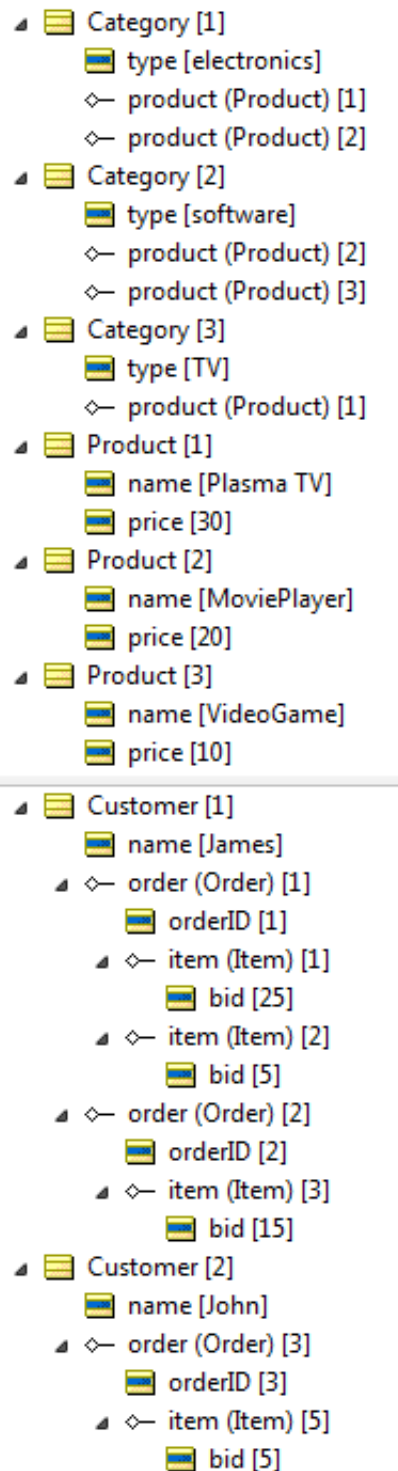 Category [1]
type [electronics]
product (Product) [1]
product (Product) [2]
Category [2]
type [software]
product (Product) [2]
product (Product) [3]
Category [3]
type [TV]
product (Product) [1]
Product [1]
name [Plasma TV]
price [30]
Product [2]
name [MoviePlayer]
price [20]
Product [3]
name [VideoGame]
price [10]
Customer [1]
name [James]
order (Order) [1]
orderID [1]
item (Item) [1]
bid [25]
item (Item) [2]
bid [5]
order (Order) [2]
orderID [2]
item (Item) [3]
bid [15]
Customer [2]
name [John]
order (Order) [3]
orderID [3]
item (Item) [5]
bid [5]